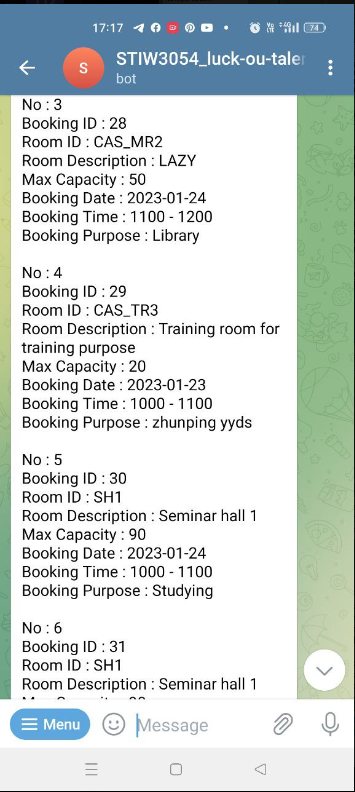 17:17
74
S
STIW3054_luck-ou-taler
bot
No : 3
Booking ID : 28
Room ID : CAS_MR2
Room Description : LAZY
Max Capacity : 50
Booking Date : 2023-01-24
Booking Time : 1100 - 1200
Booking Purpose : Library
No : 4
Booking ID : 29
Room ID : CAS_TR3
Room Description : Training room for
training purpose
Max Capacity : 20
Booking Date : 2023-01-23
Booking Time : 1000 - 1100
Booking Purpose : zhunping yyds
No : 5
Booking ID : 30
Room ID : SH1
Room Description : Seminar hall 1
Max Capacity : 90
Booking Date : 2023-01-24
Booking Time : 1000 - 1100
Booking Purpose : Studying
No : 6
Booking ID : 31
Room ID : SH1
Room Description : Seminar hall 1
Menu
Message